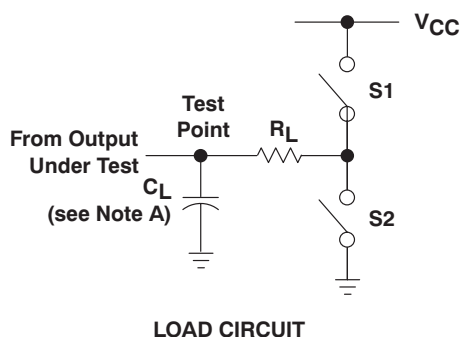 VCC
S1
Test
Point
RL
From Output
Under Test
CL
(see Note A)
S2
LOAD CIRCUIT